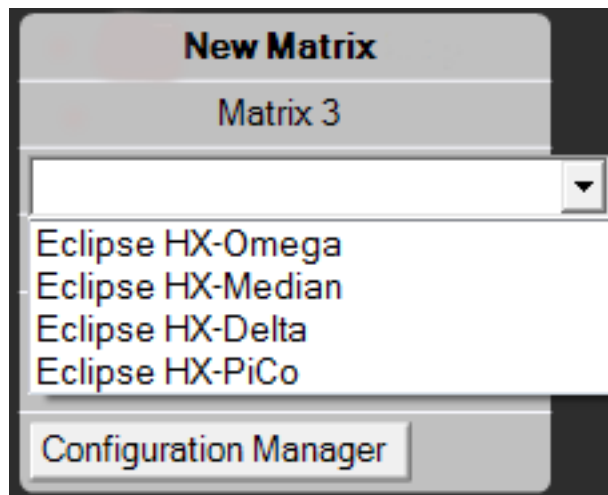 New Matrix
Matrix 3
Eclipse HX-Omega
Eclipse HX-Median
Eclipse HX-Delta
Eclipse HX-PiCo
Configuration Manager